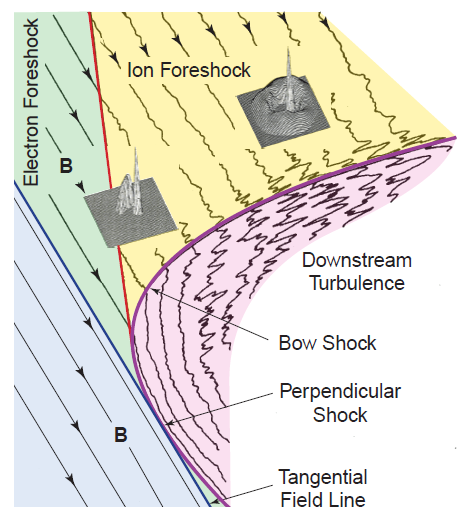 Electron Foreshock
Ion Foreshock
B
Downstream
Turbulence
Bow Shock
Perpendicular
Shock
B
Tangential
Field Line